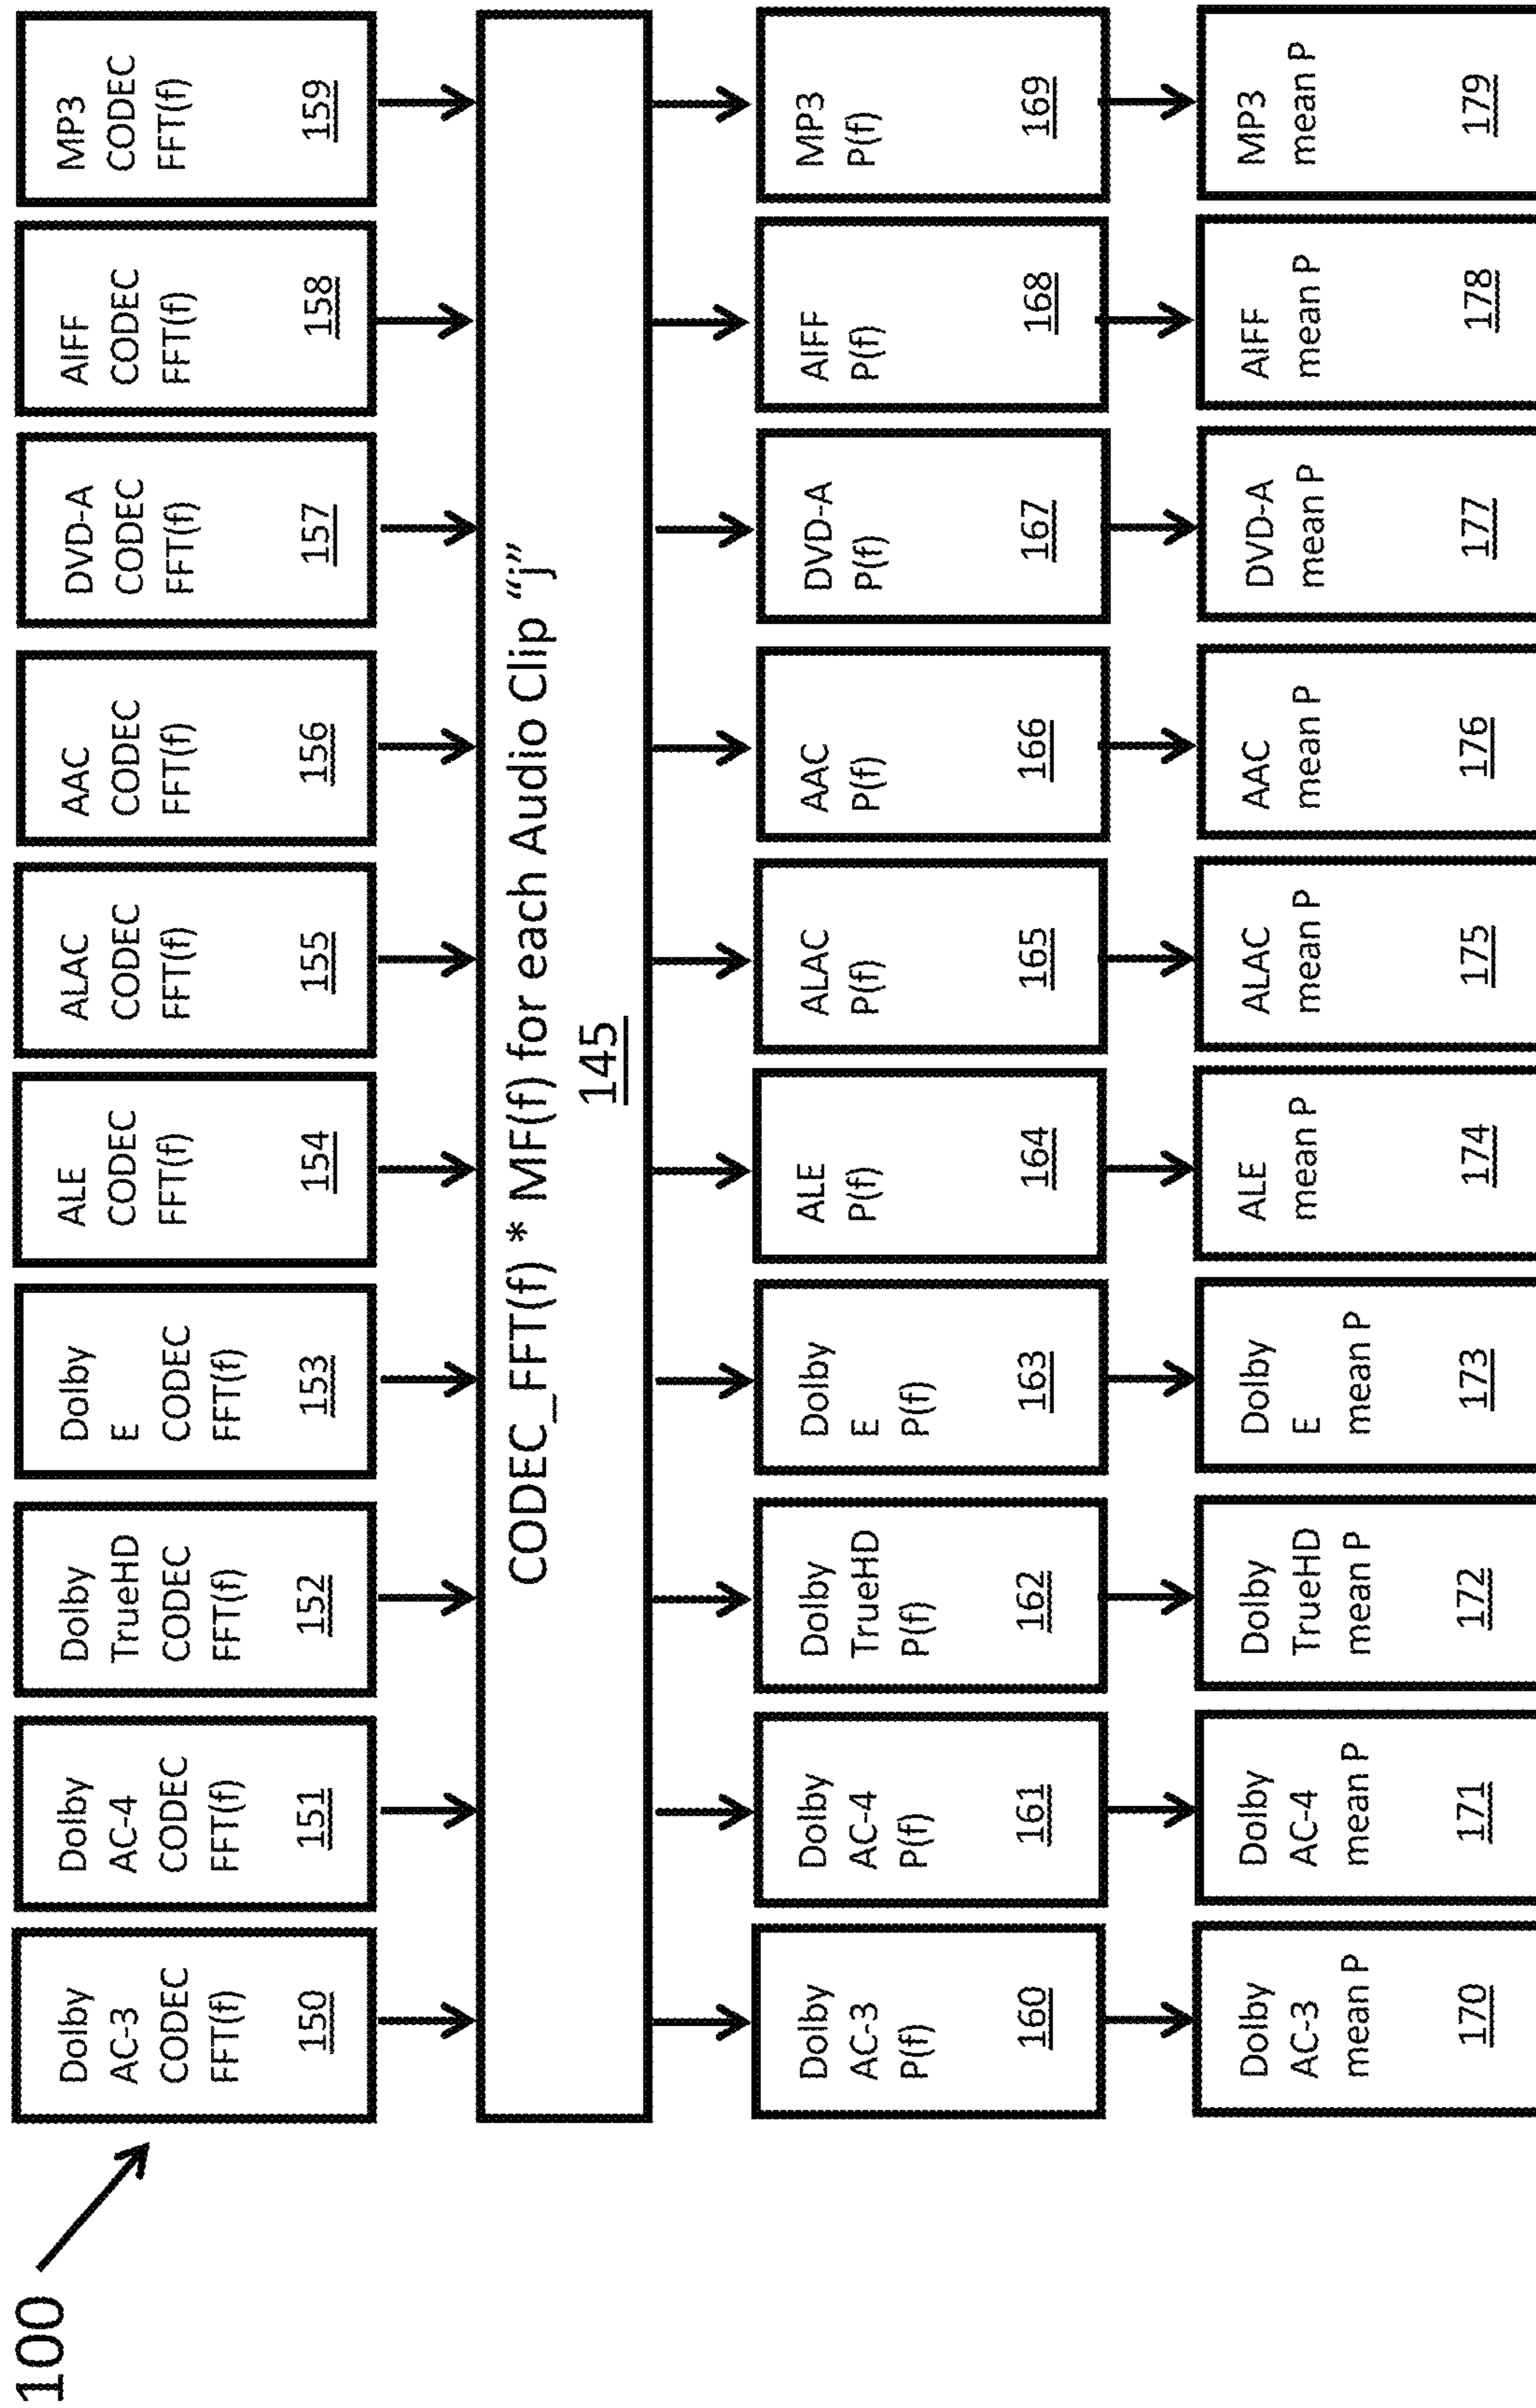 100
Dolby
AC-3
CODEC
FFT(f)
150
Dolby
AC-4
CODEC
FFT(f)
151
Dolby
TrueHD
CODEC
FFT(f)
152
Dolby
E
CODEC
FFT(f)
153
ALE
CODEC
FFT(f)
154
ALAC
CODEC
FFT(f)
155
AAC
CODEC
FFT(f)
156
DVD-A
CODEC
FFT(f)
157
AIFF
CODEC
FFT(f)
158
MP3
CODEC
FFT(f)
159
CODEC_FFT(f) * MF(f) for each Audio Clip “j”
145
Dolby
AC-3
P(f)
160
Dolby
AC-4
P(f)
161
Dolby
TrueHD
P(f)
162
Dolby
E
P(f)
163
ALE
P(f)
164
ALAC
P(f)
165
AAC
P(f)
166
DVD-A
P(f)
167
AIFF
P(f)
168
MP3
P(f)
169
Dolby
AC-3
mean P
170
Dolby
AC-4
mean P
171
Dolby
TrueHD
mean P
172
Dolby
E
mean P
173
ALE
mean P
174
ALAC
mean P
175
AAC
mean P
176
DVD-A
mean P
177
AIFF
mean P
178
MP3
mean P
179